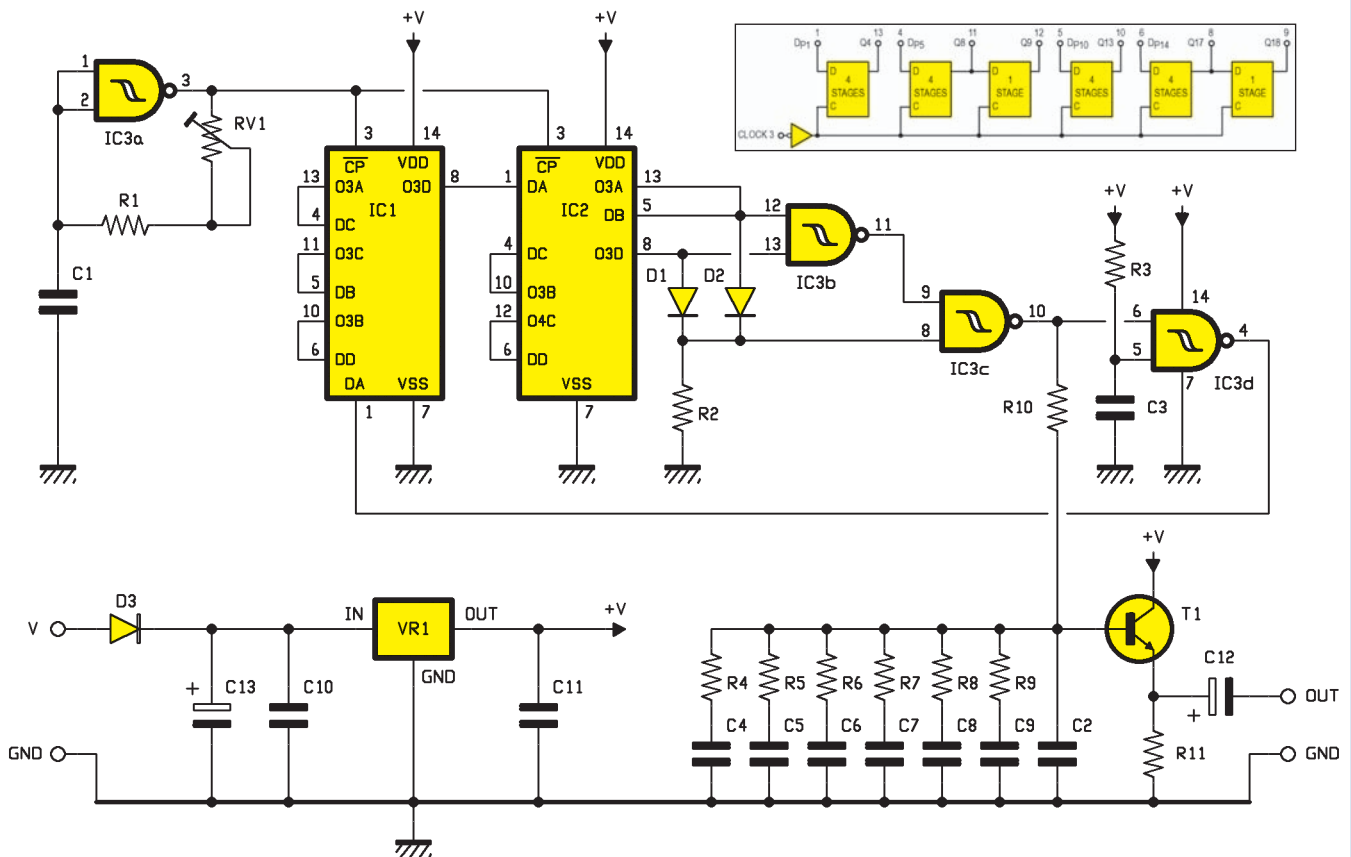 +V
+V
1
2
3
IC3a
RV1
R1
C1
3
14
CP
VDD
13
O3A
O3D
8
4
DC
IC1
11
O3C
5
DB
10
O3B
6
DD
DA
VSS
1
7
3
14
CP
VDD
1
DA
O3A
13
IC2
DB
5
4
DC
O3D
8
10
O3B
12
O4C
6
DD
VSS
7
D1
D2
R2
12
13
11
IC3b
9
8
10
IC3c
R10
+V
+V
R3
14
6
5
4
7
IC3d
C3
1
DP1
13
Q4
4
DP5
11
Q8
12
Q9
5
DP10
10
Q13
6
DP14
8
Q17
9
Q18
D
4
STAGES
C
D
4
STAGES
C
D
1
STAGE
C
D
4
STAGES
C
D
4
STAGES
C
D
1
STAGE
C
CLOCK 3
V
D3
IN
VR1
OUT
+V
GND
+
C13
C10
C11
GND
R4
R5
R6
R7
R8
R9
C4
C5
C6
C7
C8
C9
C2
+V
T1
C12
+
OUT
R11
GND